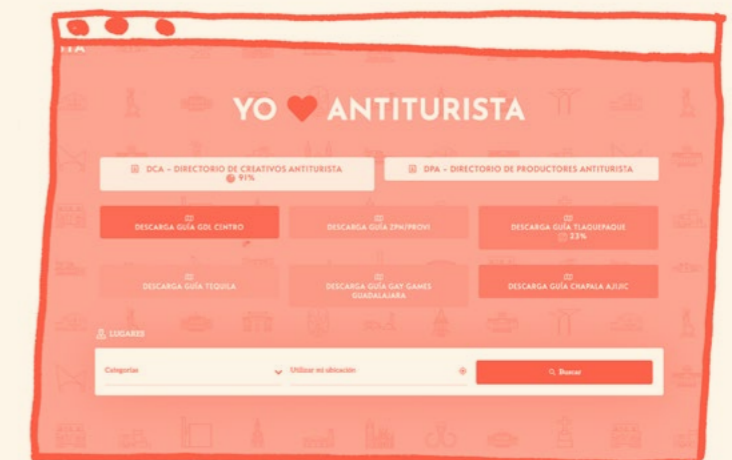 YO ❤ ANTITURISTA
DCA – DIRECTORIO DE CREATIVOS ANTITURISTA
91%
DPA – DIRECTORIO DE PRODUCTORES ANTITURISTA
DESCARGA GUÍA GDL CENTRO
DESCARGA GUÍA ZPN/PROVI
DESCARGA GUÍA TLAQUEPAQUE
33%
DESCARGA GUÍA TEQUILA
DESCARGA GUÍA GAY GAMES
GUADALAJARA
DESCARGA GUÍA CHAPALA AJIJIC
LUGARES
Categorías
Utilizar mi ubicación
Buscar